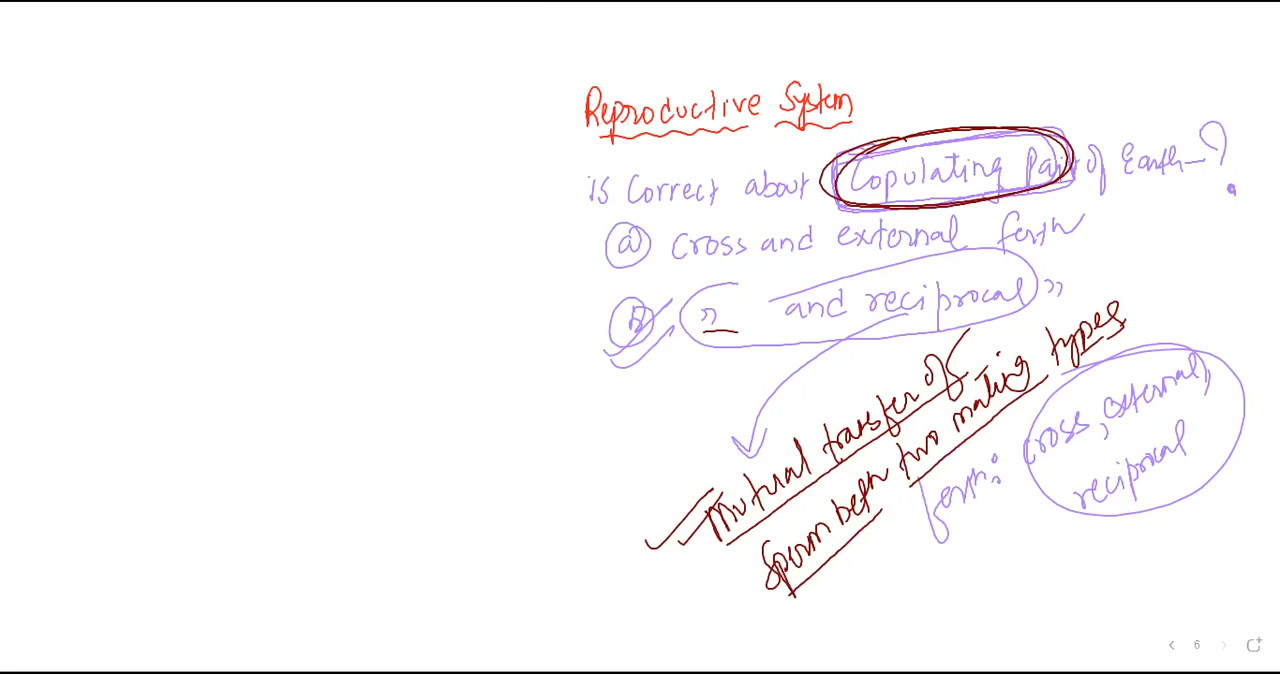 Reproductive System
is Correct about Copulating Pair of Earth–?
(a) cross and external fertn
(b) " and reciprocal "
Mutual transfer of
Sperm betn two mating types
fertn: cross, external,
reciprocal
6